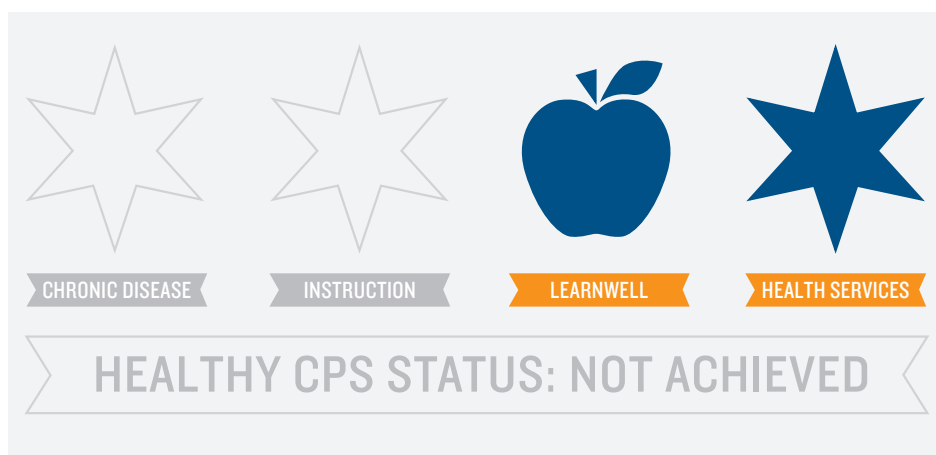 CHRONIC DISEASE
INSTRUCTION
LEARNWELL
HEALTH SERVICES
HEALTHY CPS STATUS: NOT ACHIEVED